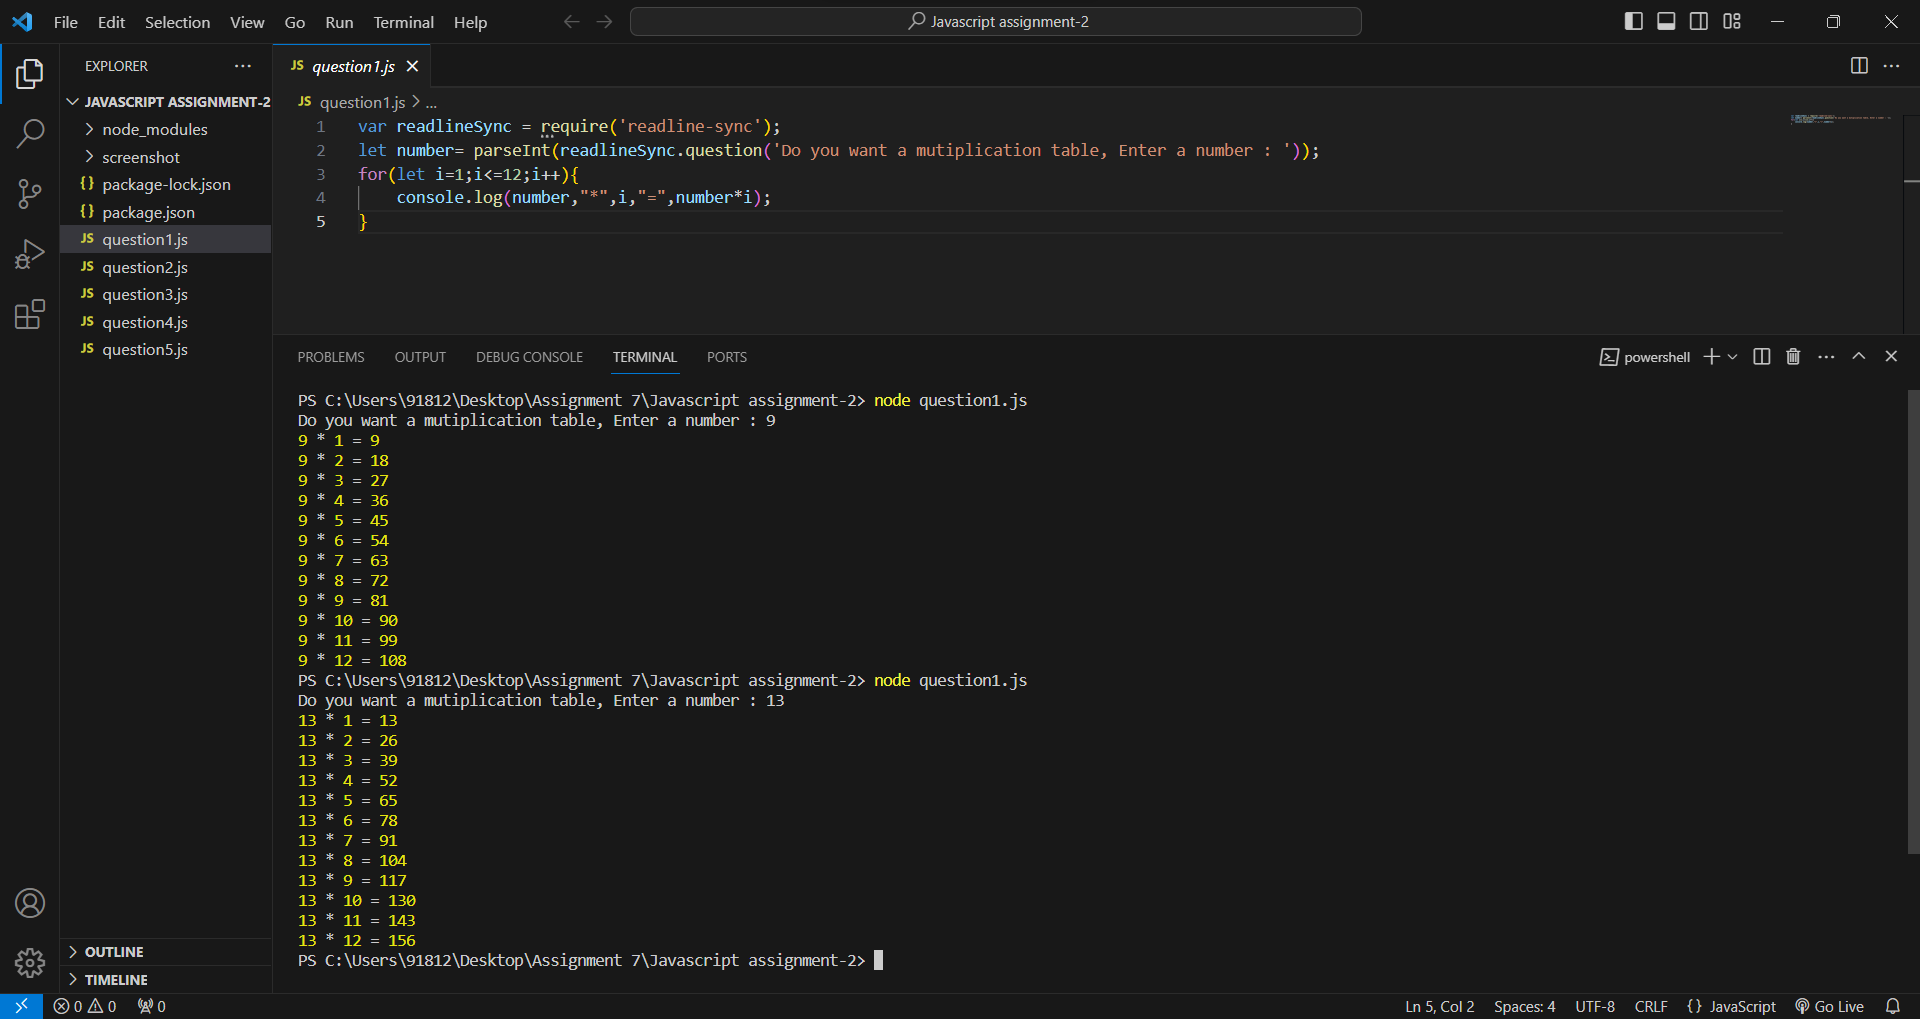 File Edit Selection View Go Run Terminal Help
Javascript assignment-2
EXPLORER
JAVASCRIPT ASSIGNMENT-2
node_modules
screenshot
{} package-lock.json
{} package.json
JS question1.js
JS question2.js
JS question3.js
JS question4.js
JS question5.js
OUTLINE
TIMELINE
JS question1.js
JS question1.js > ...
1 var readlineSync = require('readline-sync');
2 let number= parseInt(readlineSync.question('Do you want a mutiplication table, Enter a number : '));
3 for(let i=1;i<=12;i++){
4 console.log(number,"*",i,"=",number*i);
5 }
PROBLEMS OUTPUT DEBUG CONSOLE TERMINAL PORTS
powershell
PS C:\Users\91812\Desktop\Assignment 7\Javascript assignment-2> node question1.js
Do you want a mutiplication table, Enter a number : 9
9 * 1 = 9
9 * 2 = 18
9 * 3 = 27
9 * 4 = 36
9 * 5 = 45
9 * 6 = 54
9 * 7 = 63
9 * 8 = 72
9 * 9 = 81
9 * 10 = 90
9 * 11 = 99
9 * 12 = 108
PS C:\Users\91812\Desktop\Assignment 7\Javascript assignment-2> node question1.js
Do you want a mutiplication table, Enter a number : 13
13 * 1 = 13
13 * 2 = 26
13 * 3 = 39
13 * 4 = 52
13 * 5 = 65
13 * 6 = 78
13 * 7 = 91
13 * 8 = 104
13 * 9 = 117
13 * 10 = 130
13 * 11 = 143
13 * 12 = 156
PS C:\Users\91812\Desktop\Assignment 7\Javascript assignment-2>
0 0 0
Ln 5, Col 2 Spaces: 4 UTF-8 CRLF {} JavaScript Go Live